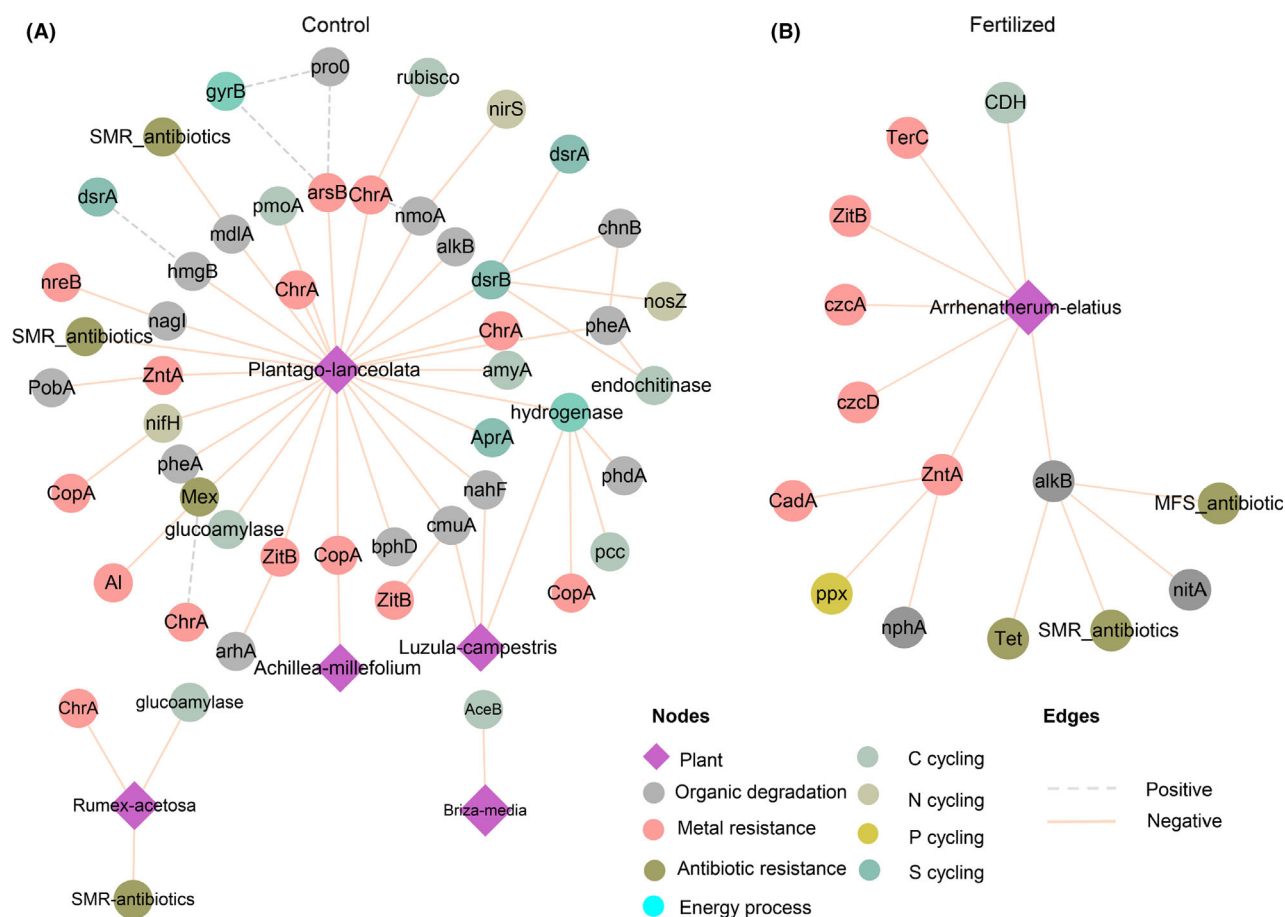 (A)
Control
(B)
Fertilized
pro0
rubisco
gyrB
nirS
SMR_antibiotics
dsrA
dsrA
pmoA
arsB
ChrA
nmoA
mdlA
alkB
chnB
hmgB
nreB
ChrA
dsrB
nosZ
nagI
SMR_antibiotics
ChrA
pheA
PobA
ZntA
Plantago-lanceolata
amyA
endochitinase
nifH
hydrogenase
AprA
pheA
CopA
Mex
nahF
phdA
glucoamylase
cmuA
bphD
ZitB
CopA
pcc
AI
ZitB
CopA
ChrA
arhA
Achillea-millefolium
Luzula-campestris
ChrA
glucoamylase
AceB
Rumex-acetosa
Briza-media
SMR-antibiotics
CDH
TerC
ZitB
czcA
Arrhenatherum-elatius
czcD
CadA
ZntA
alkB
MFS_antibiotic
ppx
nphA
Tet
SMR_antibiotics
nitA
Nodes
Plant
Organic degradation
Metal resistance
Antibiotic resistance
Energy process
C cycling
N cycling
P cycling
S cycling
Edges
Positive
Negative